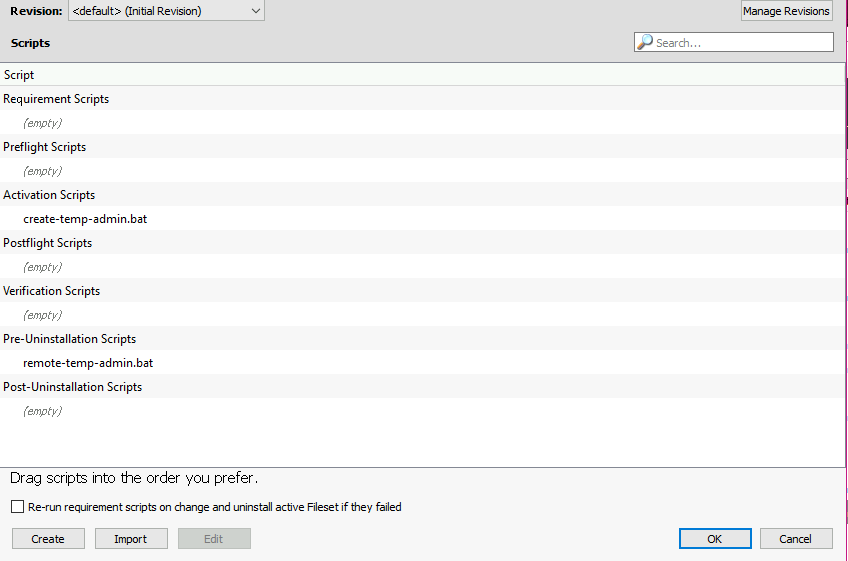 Revision: <default> (Initial Revision) Manage Revisions
Scripts Search...
Script
Requirement Scripts
(empty)
Preflight Scripts
(empty)
Activation Scripts
create-temp-admin.bat
Postflight Scripts
(empty)
Verification Scripts
(empty)
Pre-Uninstallation Scripts
remote-temp-admin.bat
Post-Uninstallation Scripts
(empty)
Drag scripts into the order you prefer.
Re-run requirement scripts on change and uninstall active Fileset if they failed
Create Import Edit OK Cancel